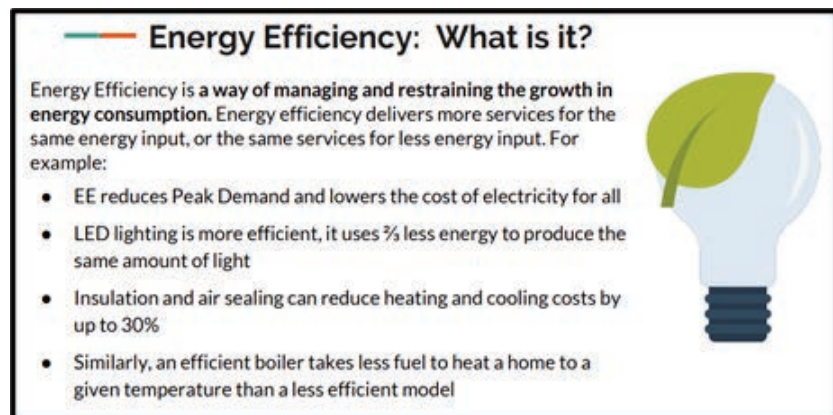 Energy Efficiency: What is it?
Energy Efficiency is a way of managing and restraining the growth in
energy consumption. Energy efficiency delivers more services for the
same energy input, or the same services for less energy input. For
example:
● EE reduces Peak Demand and lowers the cost of electricity for all
● LED lighting is more efficient, it uses ⅔ less energy to produce the
same amount of light
● Insulation and air sealing can reduce heating and cooling costs by
up to 30%
● Similarly, an efficient boiler takes less fuel to heat a home to a
given temperature than a less efficient model